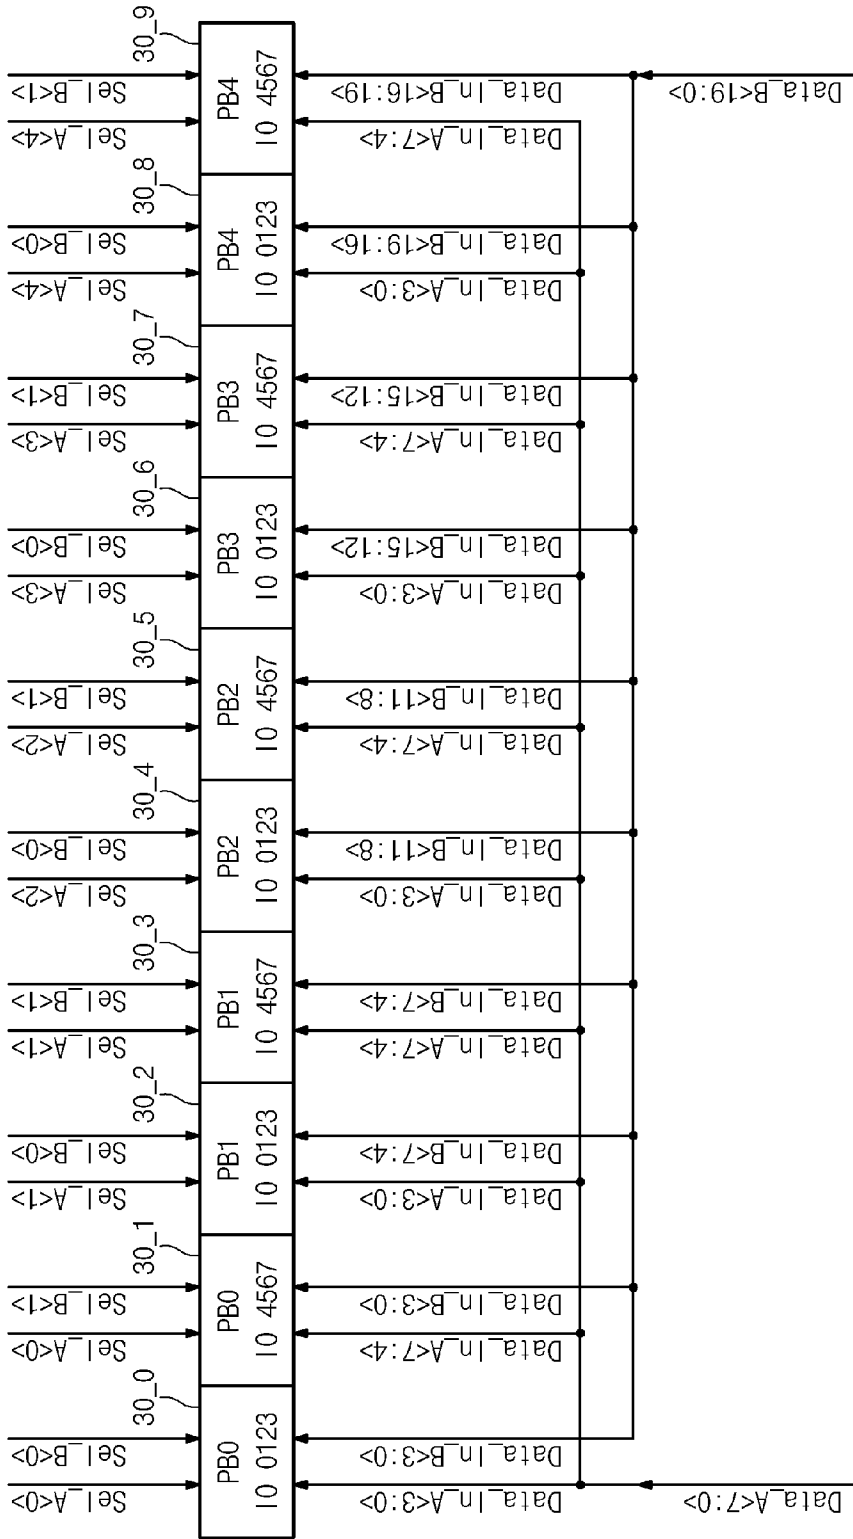 30_9
Sel_B<1>
Sel_A<4>
PB4
IO 4567
Data_In_B<16:19>
Data_In_A<7:4>
Data_B<19:0>
30_8
Sel_B<0>
Sel_A<4>
PB4
IO 0123
Data_In_B<19:16>
Data_In_A<3:0>
30_7
Sel_B<1>
Sel_A<3>
PB3
IO 4567
Data_In_B<15:12>
Data_In_A<7:4>
30_6
Sel_B<0>
Sel_A<3>
PB3
IO 0123
Data_In_B<15:12>
Data_In_A<3:0>
30_5
Sel_B<1>
Sel_A<2>
PB2
IO 4567
Data_In_B<11:8>
Data_In_A<7:4>
30_4
Sel_B<0>
Sel_A<2>
PB2
IO 0123
Data_In_B<11:8>
Data_In_A<3:0>
30_3
Sel_B<1>
Sel_A<1>
PB1
IO 4567
Data_In_B<7:4>
Data_In_A<7:4>
30_2
Sel_B<0>
Sel_A<1>
PB1
IO 0123
Data_In_B<7:4>
Data_In_A<3:0>
30_1
Sel_B<1>
Sel_A<0>
PB0
IO 4567
Data_In_B<3:0>
Data_In_A<7:4>
30_0
Sel_B<0>
Sel_A<0>
PB0
IO 0123
Data_In_B<3:0>
Data_In_A<3:0>
Data_A<7:0>